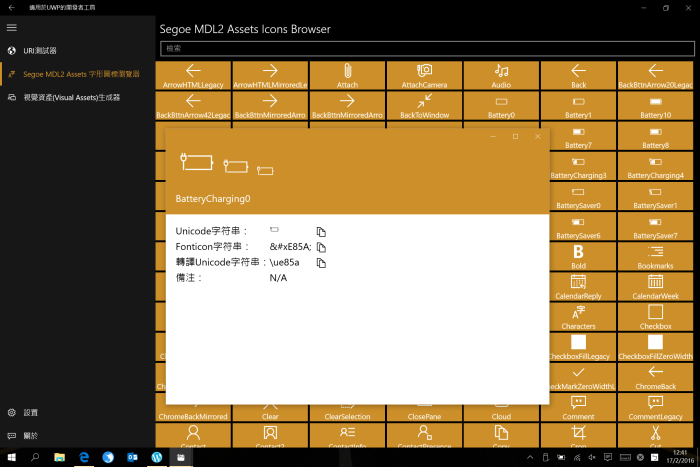 適用於UWP的開發者工具
Segoe MDL2 Assets Icons Browser
檢索
URI測試器
Segoe MDL2 Assets 字形圖標瀏覽器
視覺資產(Visual Assets)生成器
ArrowHTMLLegacy
ArrowHTMLMirroredLe
Attach
AttachCamera
Audio
Back
BackBttnArrow20Legac
BackBttnArrow42Legac
BackBttnMirroredArro
BackBttnMirroredArro
BackToWindow
Battery0
Battery1
Battery10
Battery7
Battery8
BatteryCharging3
BatteryCharging4
BatterySaver0
BatterySaver1
BatterySaver6
BatterySaver7
BatteryCharging0
Unicode字符串：
Fonticon字符串： &#xE85A;
轉譯Unicode字符串：\ue85a
備注： N/A
Bold
Bookmarks
CalendarReply
CalendarWeek
Characters
Checkbox
CheckboxFillLegacy
CheckboxFillZeroWidth
eckMarkZeroWidthL
ChromeBack
ChromeBackMirrored
Clear
ClearSelection
ClosePane
Cloud
Comment
CommentLegacy
Contact
Contact2
ContactInfo
ContactPresence
Copy
Crop
Cut
設置
關於
12:41
17/2/2016